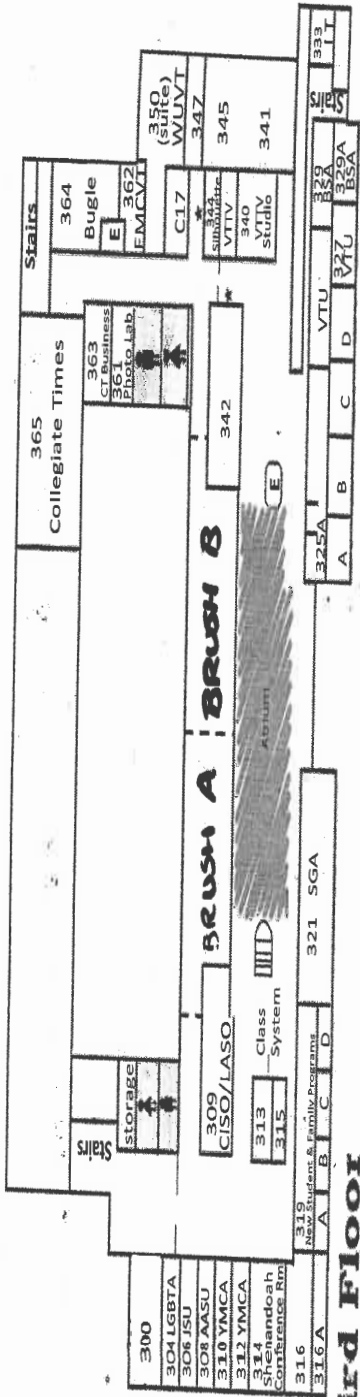 Stairs
365
Collegiate Times
364
Bugle
E
362
EMCVT
350
(suite)
WUVT
347
345
341
C17
344
Silhouette
VTTV
340
VTTV
Studio
363
CT Business
361
Photo Lab
342
BRUSH A
BRUSH B
E
Atrium
storage
Stairs
309
CISO/LASO
313
315
Class
System
300
304 LGBTA
306 JSU
308 AASU
310 YMCA
312 YMCA
314
Shenandoah
Conference Rm
316
316 A
319
New Student & Family Programs
A
B
C
D
321 SGA
325A
A
B
C
D
VTU
327
VTU
329
BSA
329A
BSA
Stairs
333
IT
rd Floor